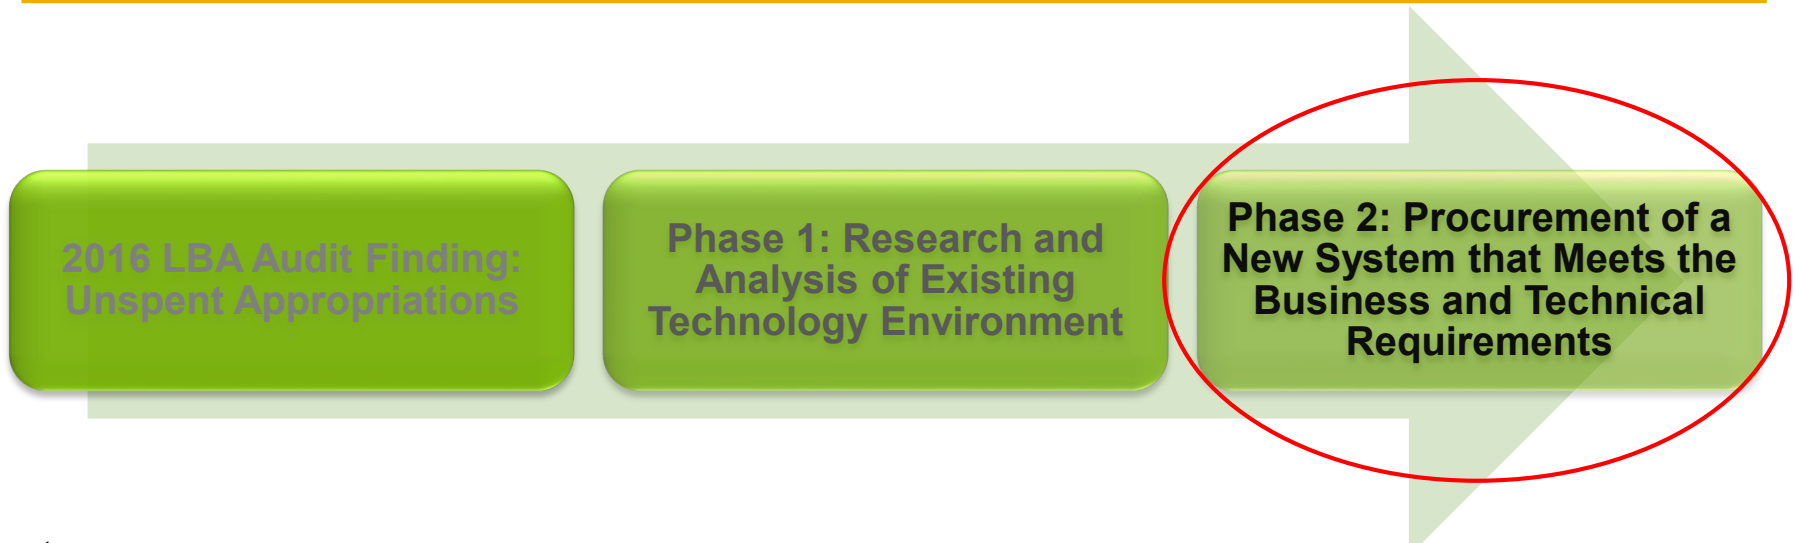 2016 LBA Audit Finding:
Unspent Appropriations
Phase 1: Research and
Analysis of Existing
Technology Environment
Phase 2: Procurement of a
New System that Meets the
Business and Technical
Requirements